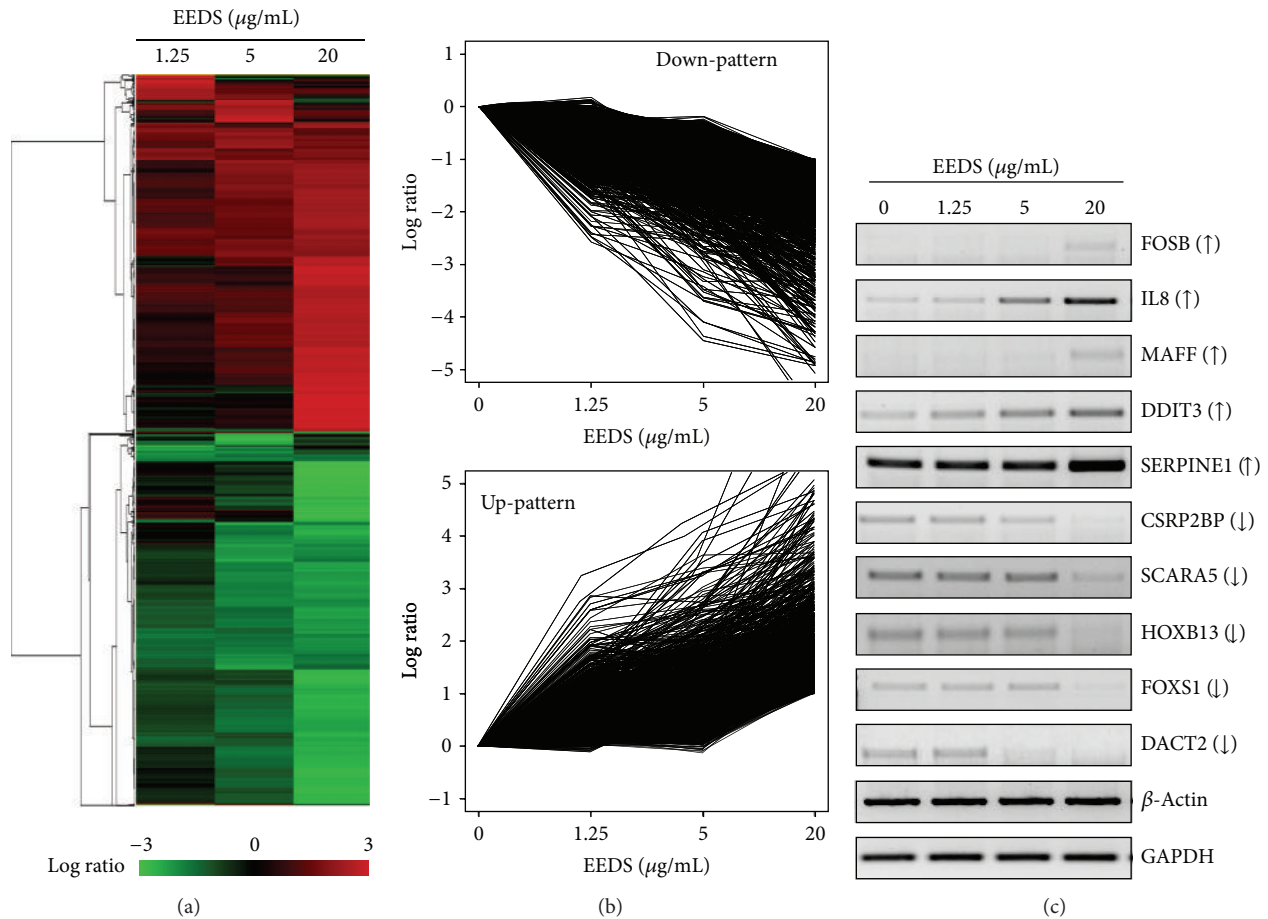 EEDS (μg/mL)
1.25 5 20
−3 0 3
Log ratio
(a)
Down-pattern
1
0
−1
−2
−3
−4
−5
Log ratio
0 1.25 5 20
EEDS (μg/mL)
Up-pattern
5
4
3
2
1
0
−1
Log ratio
0 1.25 5 20
EEDS (μg/mL)
(b)
EEDS (μg/mL)
0 1.25 5 20
FOSB (↑)
IL8 (↑)
MAFF (↑)
DDIT3 (↑)
SERPINE1 (↑)
CSRP2BP (↓)
SCARA5 (↓)
HOXB13 (↓)
FOXS1 (↓)
DACT2 (↓)
β-Actin
GAPDH
(c)